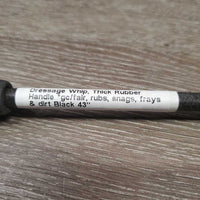 Dressage Whip, Thick Rubber
Handle *gc/fair, rubs, snags, frays
& dirt Black 43"